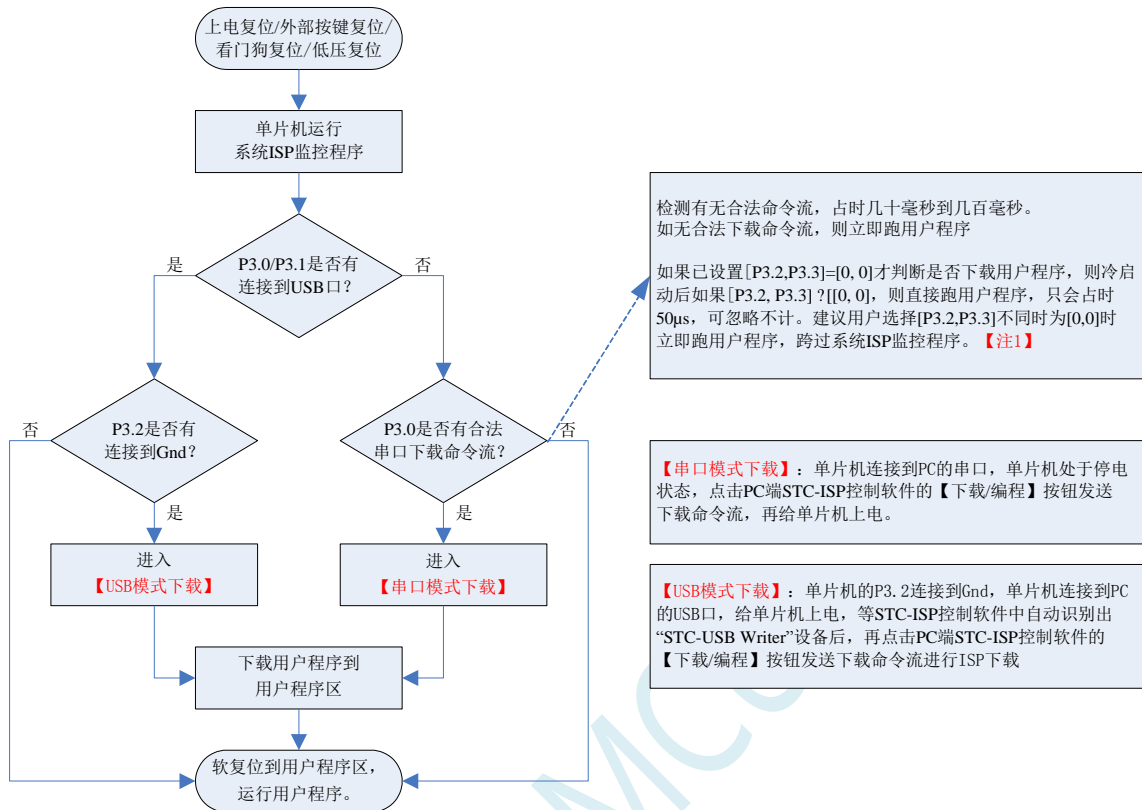 上电复位/外部按键复位/
看门狗复位/低压复位
单片机运行
系统ISP监控程序
P3.0/P3.1是否有
连接到USB口？
是
否
P3.2是否有
连接到Gnd？
否
是
P3.0是否有合法
串口下载命令流？
否
是
进入
【USB模式下载】
进入
【串口模式下载】
下载用户程序到
用户程序区
软复位到用户程序区，
运行用户程序。
检测有无合法命令流，占时几十毫秒到几百毫秒。
如无合法下载命令流，则立即跑用户程序
如果已设置[P3.2,P3.3]=[0, 0]才判断是否下载用户程序，则冷启
动后如果[P3.2, P3.3] ?[[0, 0]，则直接跑用户程序，只会占时
50μs，可忽略不计。建议用户选择[P3.2,P3.3]不同时为[0,0]时
立即跑用户程序，跨过系统ISP监控程序。【注1】
【串口模式下载】：单片机连接到PC的串口，单片机处于停电
状态，点击PC端STC-ISP控制软件的【下载/编程】按钮发送
下载命令流，再给单片机上电。
【USB模式下载】：单片机的P3.2连接到Gnd，单片机连接到PC
的USB口，给单片机上电，等STC-ISP控制软件中自动识别出
“STC-USB Writer”设备后，再点击PC端STC-ISP控制软件的
【下载/编程】按钮发送下载命令流进行ISP下载
MC